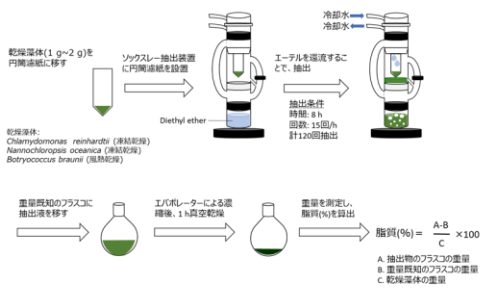 乾燥藻体(1 g~2 g)を
円筒濾紙に移す
ソックスレー抽出装置
に円筒濾紙を設置
エーテルを還流するこ
とで、抽出
冷却水
冷却水
抽出条件
時間: 8 h
回数: 15回/h
計120回抽出
Diethyl ether
乾燥藻体:
Chlamydomonas reinhardtii (凍結乾燥)
Nannochloropsis oceanica (凍結乾燥)
Botryococcus braunii (風熱乾燥)
重量既知のフラスコに
抽出液を移す
エバポレーターによる濃
縮後、1 h真空乾燥
重量を測定し、
脂質(%)を算出
脂質(%) = A-B / C ×100
A. 抽出物のフラスコの重量
B. 重量既知のフラスコの重量
C. 乾燥藻体の重量